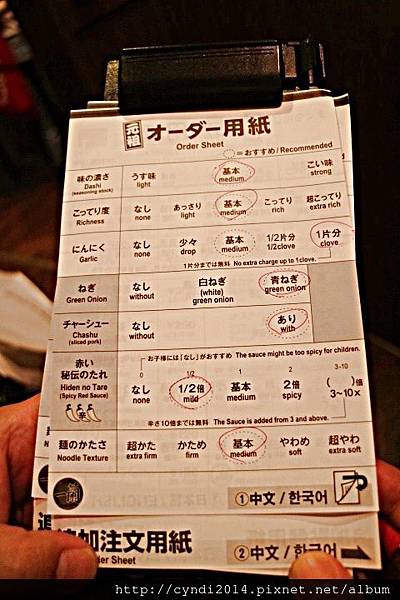 元祖 オーダー用紙
Order Sheet
=おすすめ/Recommended
味の濃さ うす味 基本 こい味
Dashi light medium strong
(seasoning stock)
こってり度 なし あっさり 基本 こってり 超こってり
Richness none light medium rich extra rich
にんにく なし 少々 基本 1/2片分 1片分
Garlic none drop medium 1/2clove clove
1片分までは無料 No extra charge up to 1clove.
ねぎ なし 白ねぎ 青ねぎ
Green Onion without (white) green onion
green onion
チャーシュー なし あり
Chashu without with
(sliced pork)
お子様には「なし」がおすすめ The sauce might be too spicy for children.
赤い 0 1/2 1 2 3-10
秘伝のたれ なし 1/2倍 基本 2倍 ( )倍
Hiden no Tare none mild medium spicy 3~10×
(Spicy Red Sauce)
辛さ10倍までは無料 The Sauce is added from 3 and above.
麺のかたさ 超かた かため 基本 やわめ 超やわ
Noodle Texture extra firm firm medium soft extra soft
①中文 / 한국어
追加注文用紙
Order Sheet
②中文 / 한국어
http://cyndi2014.pixnet.net/album